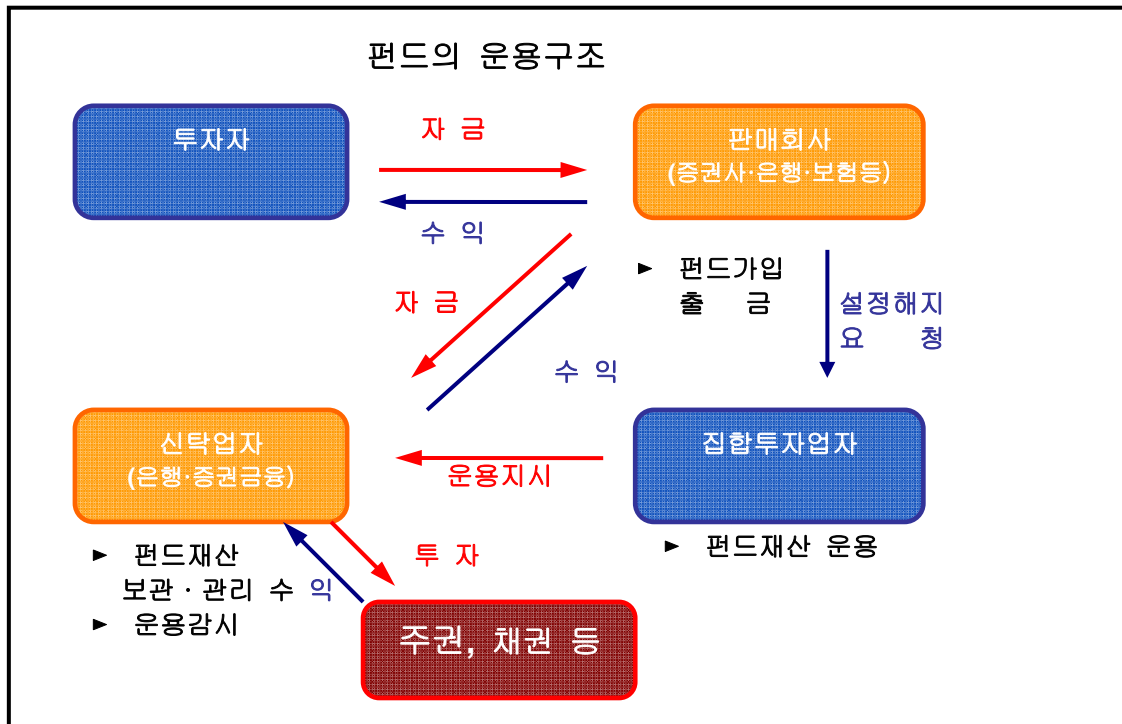 펀드의 운용구조
투자자
자 금
판매회사
(증권사·은행·보험등)
수 익
► 펀드가입
출 금
자 금
설정해지
요 청
수 익
신탁업자
(은행·증권금융)
집합투자업자
운용지시
► 펀드재산 운용
► 펀드재산
보관 · 관리 수 익
► 운용감시
투 자
주권, 채권 등